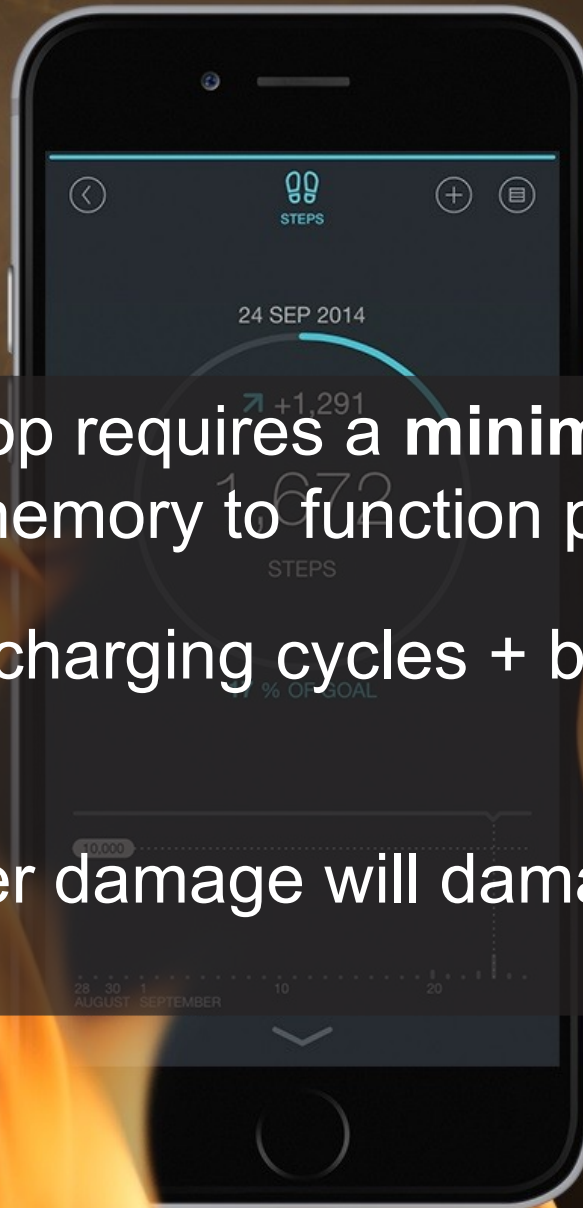 STEPS
24 SEP 2014
+1,291
op requires a minim
1,672
emory to function p
STEPS
charging cycles + b
% OF GOAL
10,000
er damage will dama
28 30 1 10 20
AUGUST SEPTEMBER